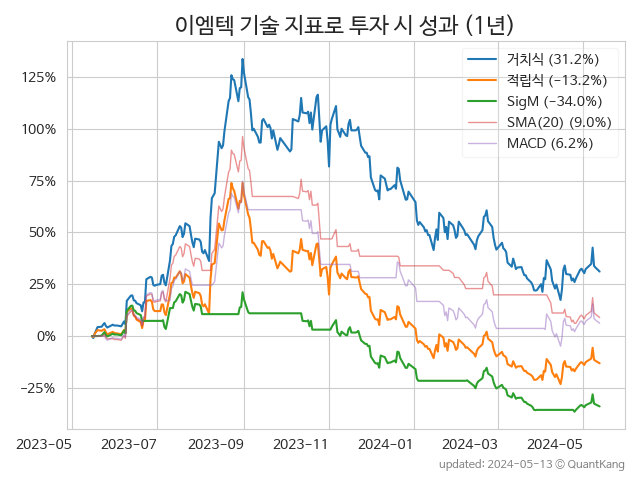 이엠텍 기술 지표로 투자 시 성과 (1년)
거치식 (31.2%)
적립식 (−13.2%)
SigM (−34.0%)
SMA(20) (9.0%)
MACD (6.2%)
125%
100%
75%
50%
25%
0%
−25%
2023-05 2023-07 2023-09 2023-11 2024-01 2024-03 2024-05
updated: 2024-05-13 ⓒ QuantKang